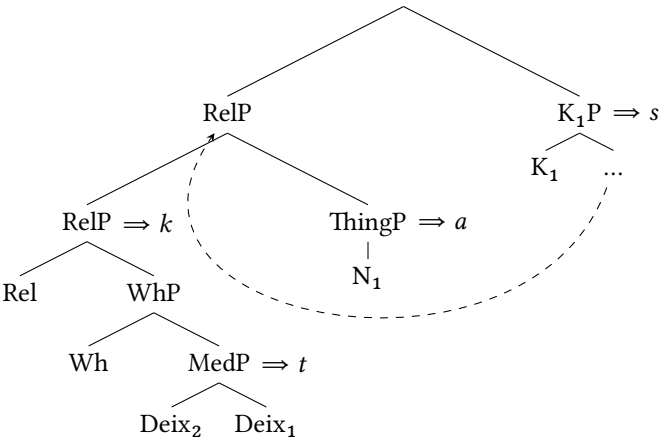 RelP K₁P ⇒ s
K₁ ...
RelP ⇒ k ThingP ⇒ a
Rel WhP N₁
Wh MedP ⇒ t
Deix₂ Deix₁